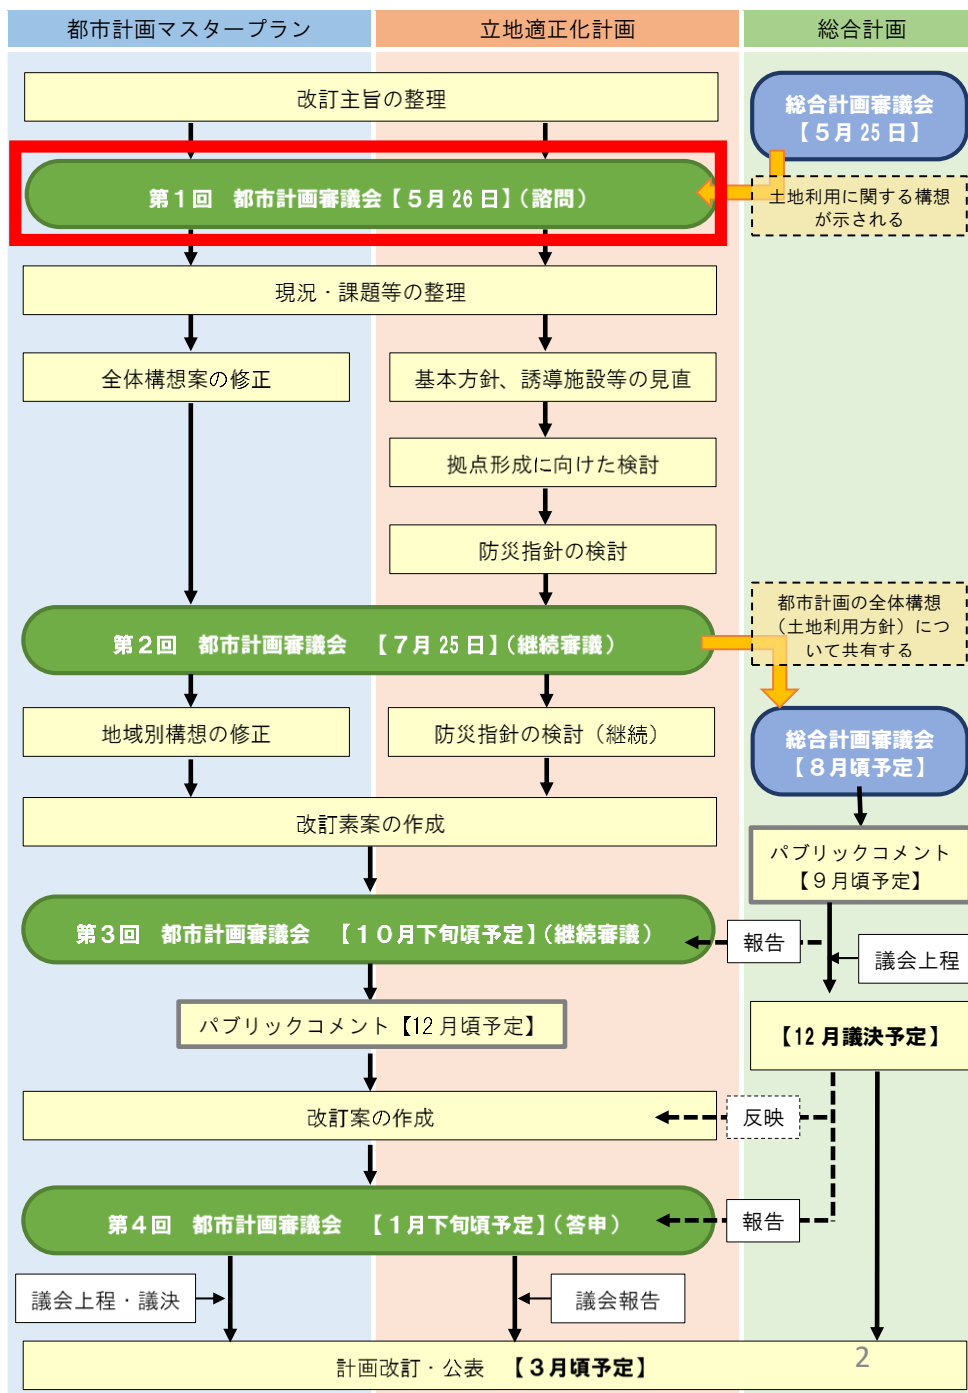 都市計画マスタープラン
立地適正化計画
総合計画
改訂主旨の整理
総合計画審議会
【５月 25 日】
第１回　都市計画審議会【５月 26 日】（諮問）
土地利用に関する構想
が示される
現況・課題等の整理
全体構想案の修正
基本方針、誘導施設等の見直
拠点形成に向けた検討
防災指針の検討
都市計画の全体構想
（土地利用方針）につ
いて共有する
第２回　都市計画審議会　【７月 25 日】（継続審議）
地域別構想の修正
防災指針の検討（継続）
総合計画審議会
【８月頃予定】
改訂素案の作成
パブリックコメント
【９月頃予定】
第３回　都市計画審議会　【１０月下旬頃予定】（継続審議）
報告
議会上程
パブリックコメント【12 月頃予定】
【12 月議決予定】
改訂案の作成
反映
第４回　都市計画審議会　【１月下旬頃予定】（答申）
報告
議会上程・議決
議会報告
計画改訂・公表　【３月頃予定】
2